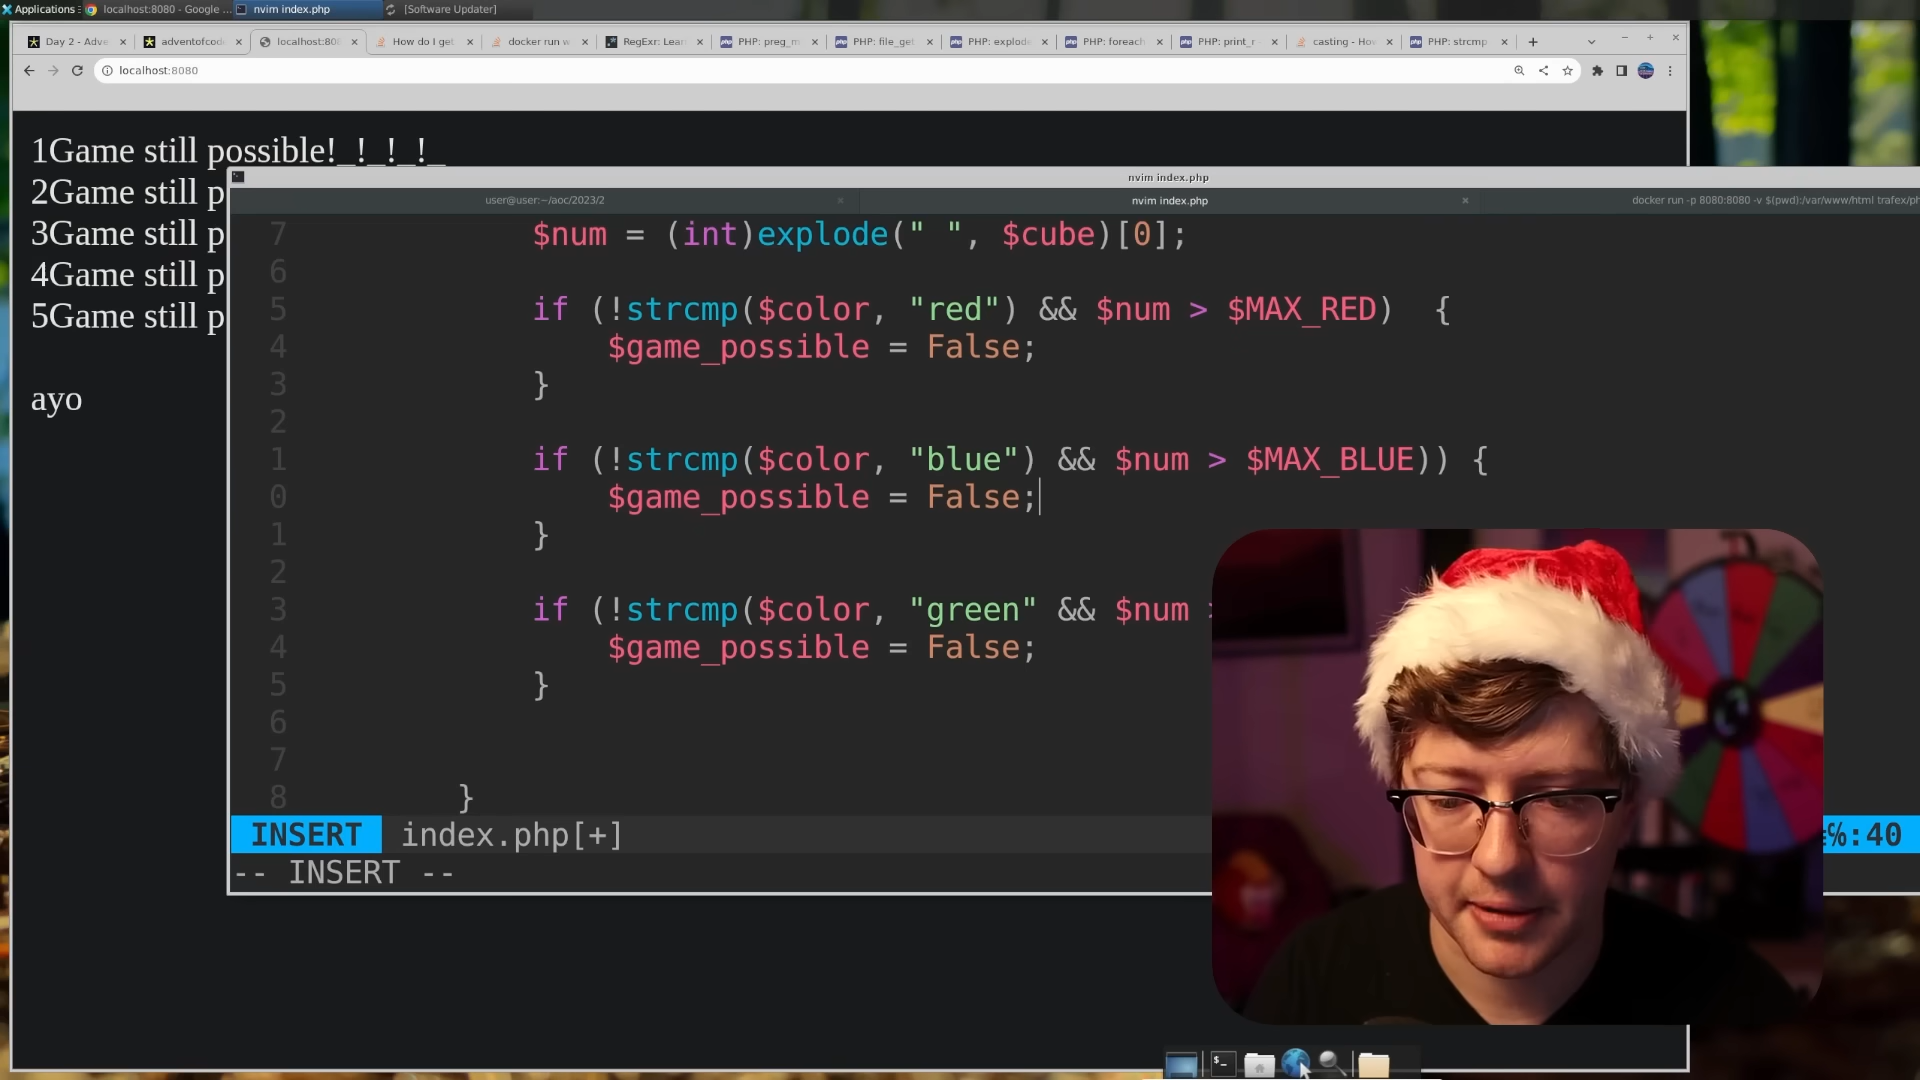 Applications
localhost:8080 - Google ...
nvim index.php
[Software Updater]
Day 2 - Adve
adventofcod
localhost:808
How do I get
docker run w
RegExr: Lear
PHP: preg_m
PHP: file_get
PHP: explode
PHP: foreach
PHP: print_r
casting - Hov
PHP: strcmp
localhost:8080
1Game still possible!_!_!_!_
2Game still p
3Game still p
4Game still p
5Game still p
ayo
nvim index.php
user@user:~/aoc/2023/2
nvim index.php
docker run -p 8080:8080 -v $(pwd):/var/www/html trafex/ph
7 $num = (int)explode(" ", $cube)[0];
6
5 if (!strcmp($color, "red") && $num > $MAX_RED)  {
4 $game_possible = False;
3 }
2
1 if (!strcmp($color, "blue") && $num > $MAX_BLUE)) {
0 $game_possible = False;
1 }
2
3 if (!strcmp($color, "green" && $num >
4 $game_possible = False;
5 }
6
7
8 }
INSERT index.php[+]
℅:40
-- INSERT --